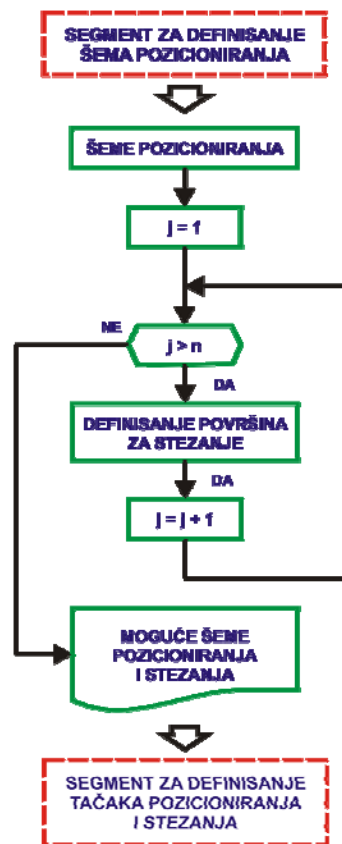 SEGMENT ZA DEFINISANJE
ŠEMA POZICIONIRANJA
ŠEME POZICIONIRANJA
j = 1
NE
j > n
DA
DEFINISANJE POVRŠINA
ZA STEZANJE
DA
j = j + 1
MOGUĆE ŠEME
POZICIONIRANJA
I STEZANJA
SEGMENT ZA DEFINISANJE
TAČAKA POZICIONIRANJA
I STEZANJA